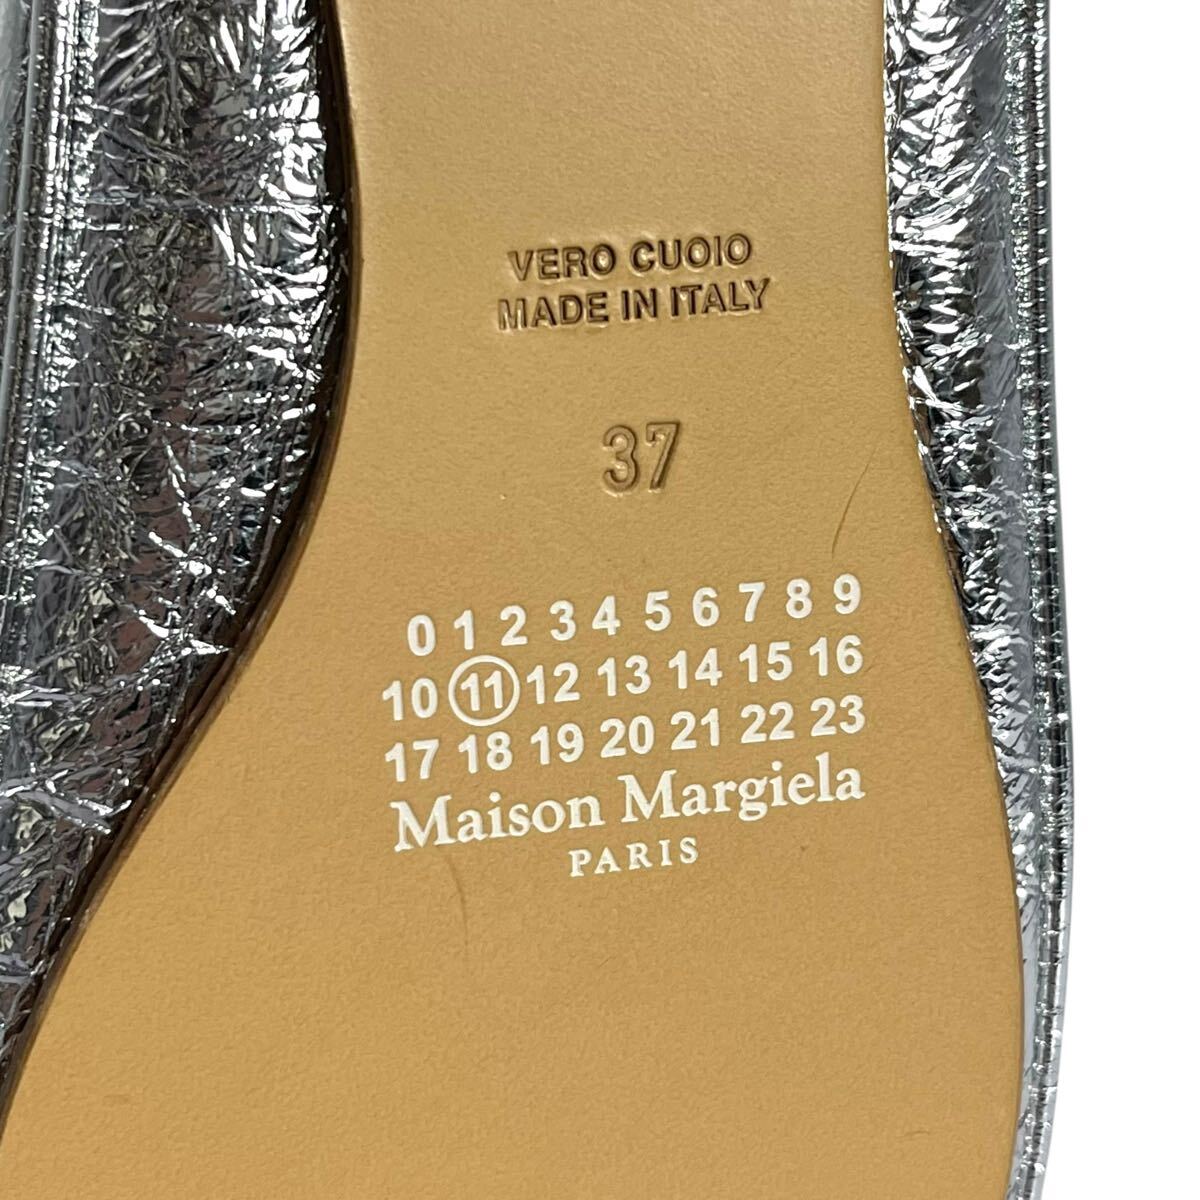 VERO CUOIO
MADE IN ITALY
37
0 1 2 3 4 5 6 7 8 9
10 11 12 13 14 15 16
17 18 19 20 21 22 23
Maison Margiela
PARIS